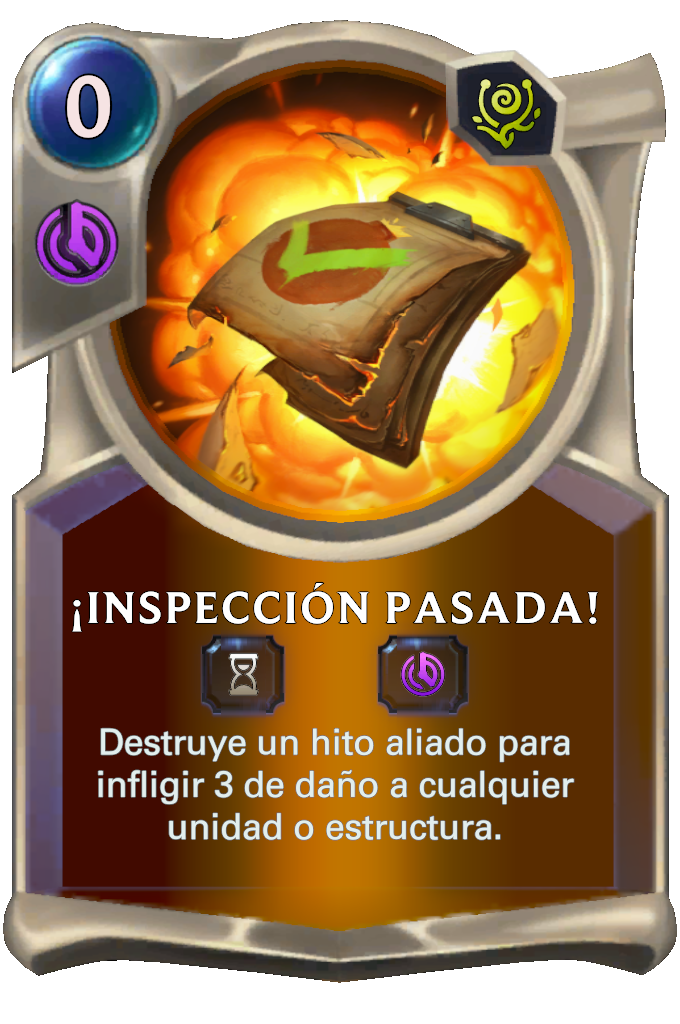 0
¡INSPECCIÓN PASADA!
Destruye un hito aliado para
infligir 3 de daño a cualquier
unidad o estructura.